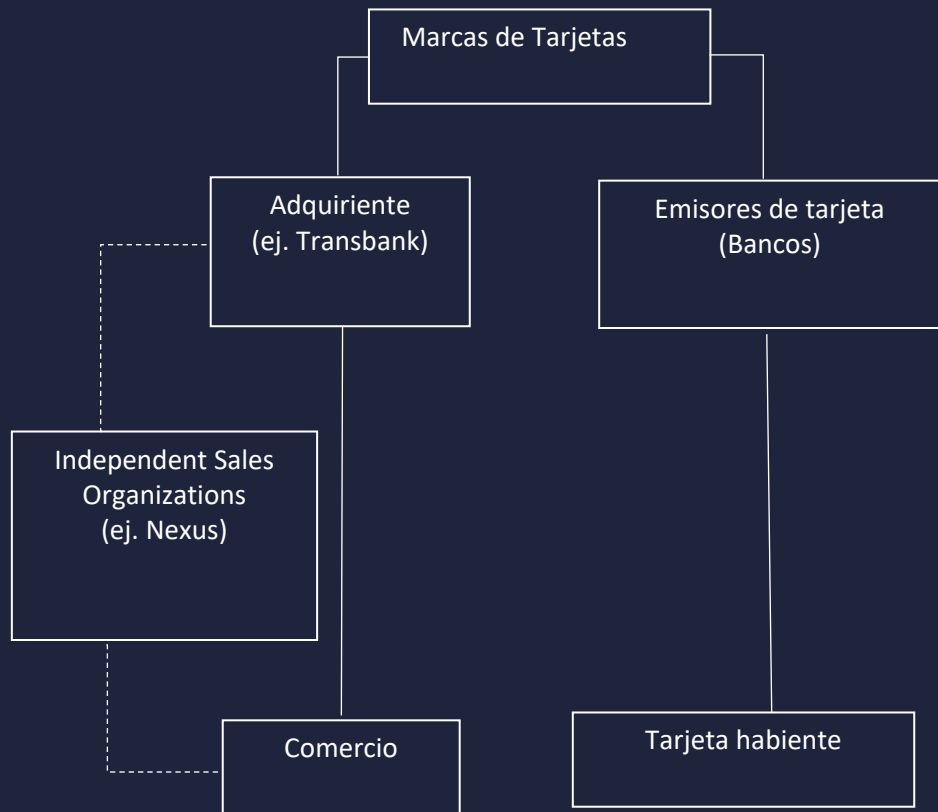 Marcas de Tarjetas
Adquiriente
(ej. Transbank)
Emisores de tarjeta
(Bancos)
Independent Sales
Organizations
(ej. Nexus)
Comercio
Tarjeta habiente